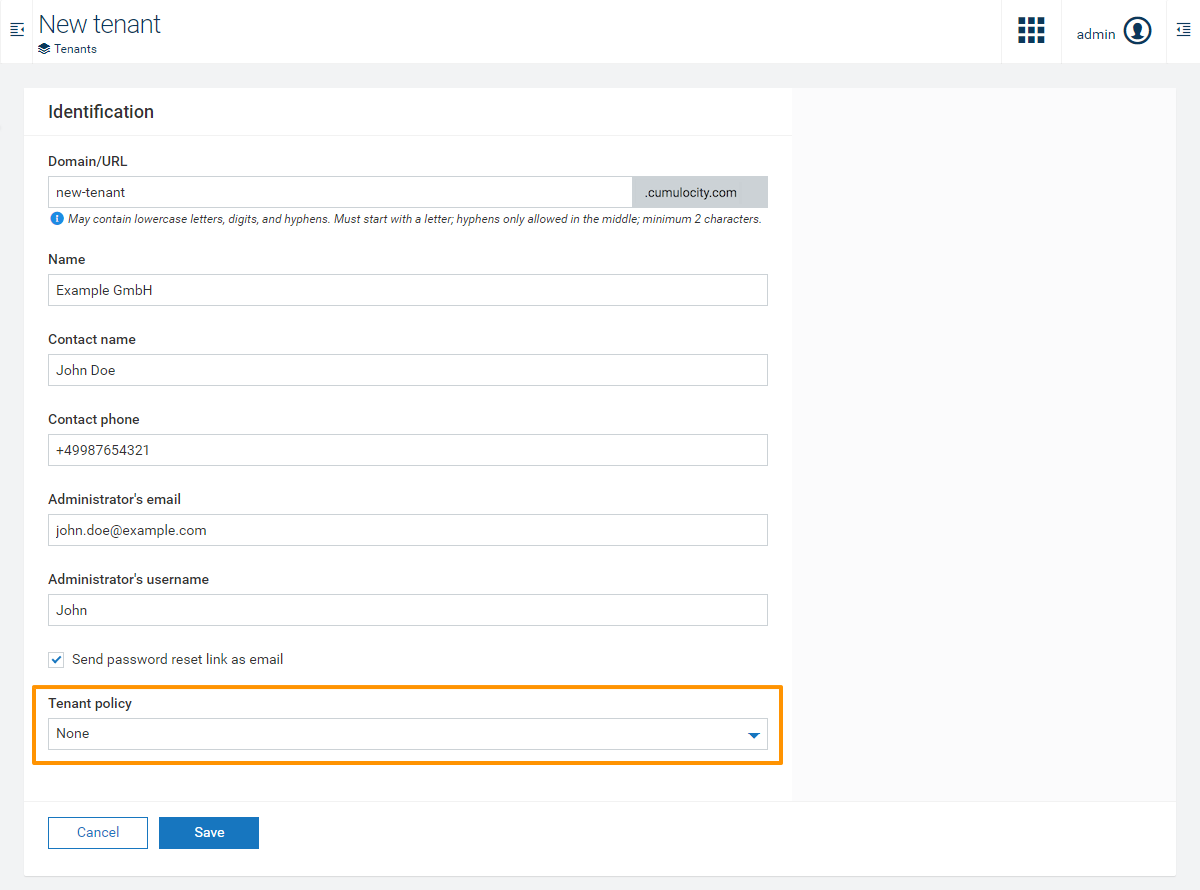 New tenant
Tenants
admin
Identification
Domain/URL
new-tenant
.cumulocity.com
May contain lowercase letters, digits, and hyphens. Must start with a letter; hyphens only allowed in the middle; minimum 2 characters.
Name
Example GmbH
Contact name
John Doe
Contact phone
+49987654321
Administrator's email
john.doe@example.com
Administrator's username
John
Send password reset link as email
Tenant policy
None
Cancel
Save